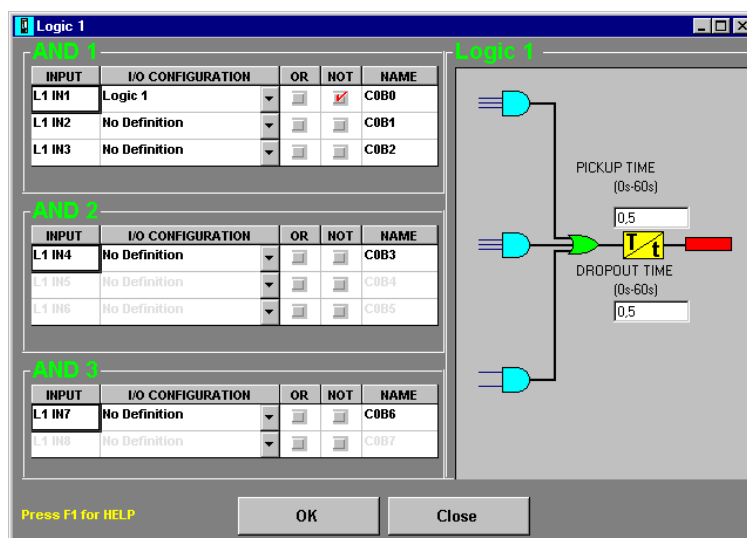 Logic 1
AND 1
INPUT I/O CONFIGURATION OR NOT NAME
L1 IN1 Logic 1 C0B0
L1 IN2 No Definition C0B1
L1 IN3 No Definition C0B2
AND 2
INPUT I/O CONFIGURATION OR NOT NAME
L1 IN4 No Definition C0B3
L1 IN5 No Definition C0B4
L1 IN6 No Definition C0B5
AND 3
INPUT I/O CONFIGURATION OR NOT NAME
L1 IN7 No Definition C0B6
L1 IN8 No Definition C0B7
Logic 1
PICKUP TIME
(0s-60s)
0,5
T
t
DROPOUT TIME
(0s-60s)
0,5
Press F1 for HELP
OK
Close